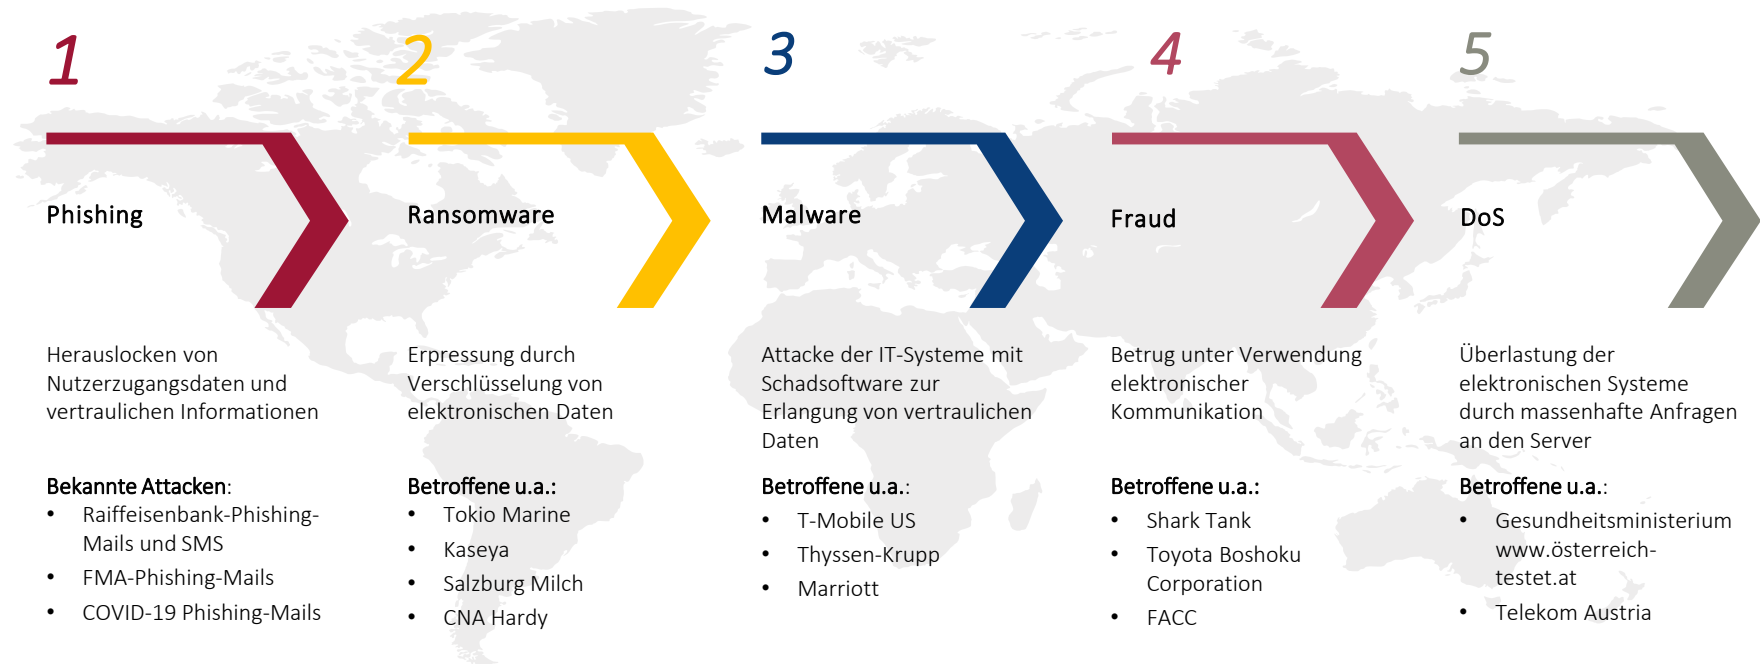 1
Phishing
Herauslocken von
Nutzerzugangsdaten und
vertraulichen Informationen
Bekannte Attacken:
• Raiffeisenbank-Phishing-
Mails und SMS
• FMA-Phishing-Mails
• COVID-19 Phishing-Mails
2
Ransomware
Erpressung durch
Verschlüsselung von
elektronischen Daten
Betroffene u.a.:
• Tokio Marine
• Kaseya
• Salzburg Milch
• CNA Hardy
3
Malware
Attacke der IT-Systeme mit
Schadsoftware zur
Erlangung von vertraulichen
Daten
Betroffene u.a.:
• T-Mobile US
• Thyssen-Krupp
• Marriott
4
Fraud
Betrug unter Verwendung
elektronischer
Kommunikation
Betroffene u.a.:
• Shark Tank
• Toyota Boshoku
Corporation
• FACC
5
DoS
Überlastung der
elektronischen Systeme
durch massenhafte Anfragen
an den Server
Betroffene u.a.:
• Gesundheitsministerium
www.österreich-
testet.at
• Telekom Austria